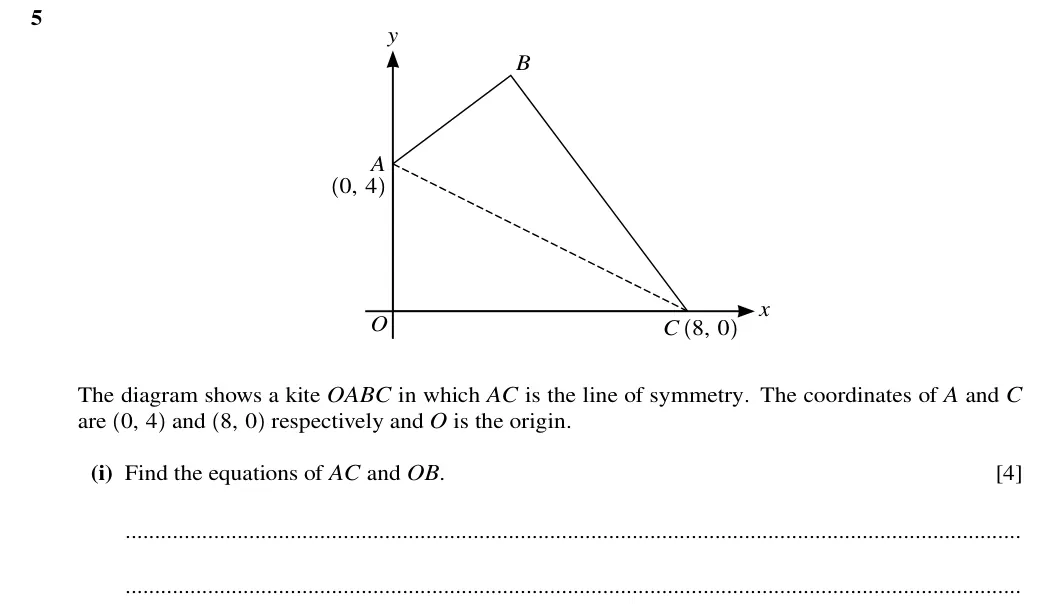 5
y
B
A
(0, 4)
x
O
C (8, 0)
The diagram shows a kite OABC in which AC is the line of symmetry. The coordinates of A and C
are (0, 4) and (8, 0) respectively and O is the origin.
(i) Find the equations of AC and OB. [4]